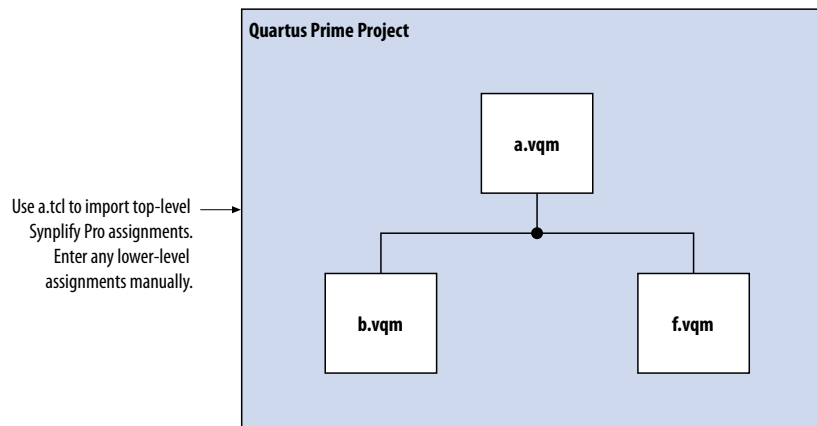 Quartus Prime Project
a.vqm
Use a.tcl to import top-level
Synplify Pro assignments.
Enter any lower-level
assignments manually.
b.vqm
f.vqm